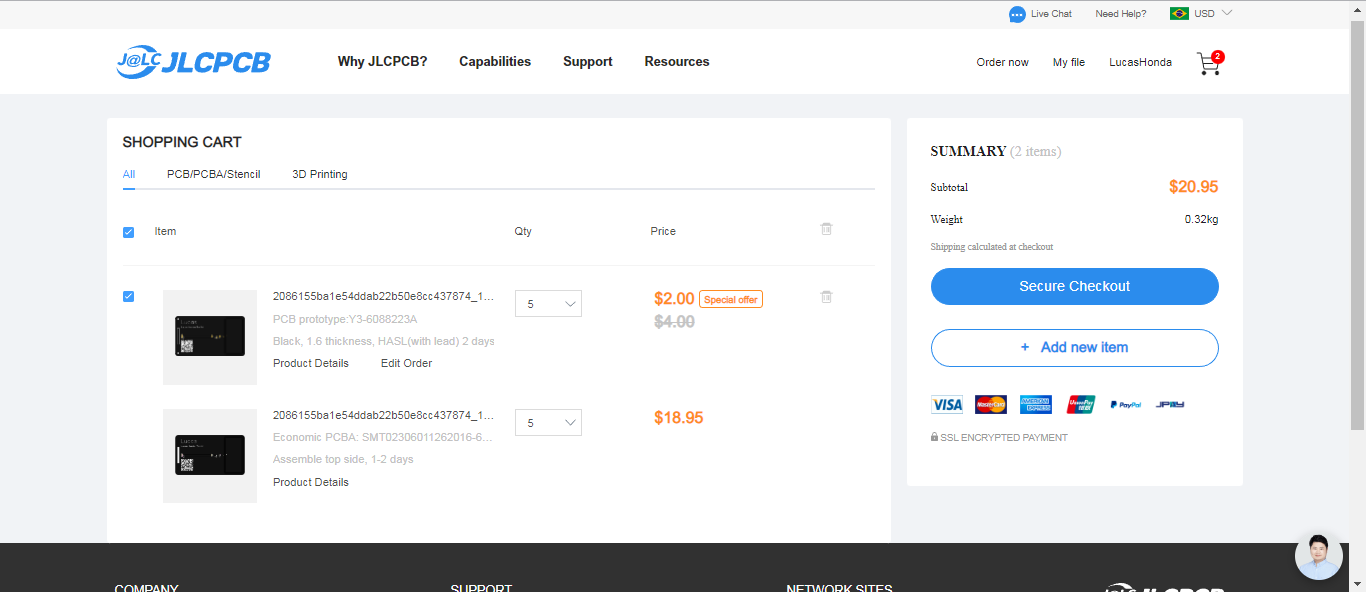 Live Chat Need Help? USD
J@LC JLCPCB Why JLCPCB? Capabilities Support Resources Order now My file LucasHonda 2
SHOPPING CART
All PCB/PCBA/Stencil 3D Printing
Item Qty Price
2086155ba1e54ddab22b50e8cc437874_1... 5 $2.00 Special offer
PCB prototype:Y3-6088223A $4.00
Black, 1.6 thickness, HASL(with lead) 2 days
Product Details Edit Order
2086155ba1e54ddab22b50e8cc437874_1... 5 $18.95
Economic PCBA: SMT02306011262016-6...
Assemble top side, 1-2 days
Product Details
SUMMARY (2 items)
Subtotal $20.95
Weight 0.32kg
Shipping calculated at checkout
Secure Checkout
+ Add new item
VISA MasterCard AMERICAN EXPRESS UnionPay PayPal JPay
SSL ENCRYPTED PAYMENT
COMPANY SUPPORT NETWORK SITES J@LC JLCPCB